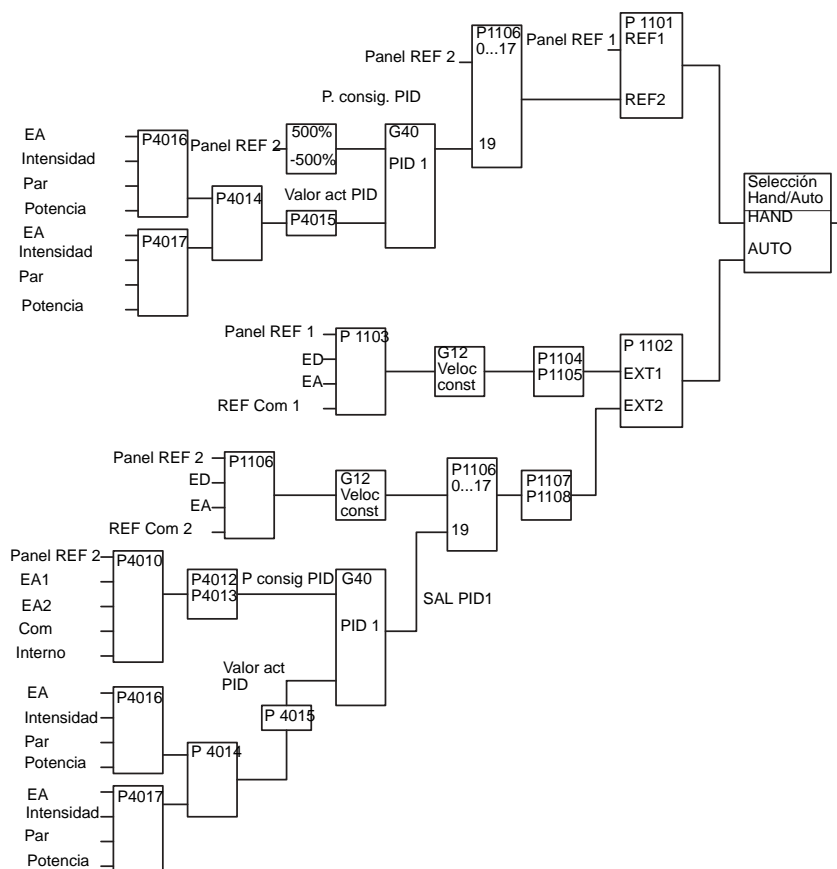 P 1101
P1106
REF1
0...17
Panel REF 1
Panel REF 2
P. consig. PID
REF2
EA
500%
G40
P4016
Panel REF 2
19
Intensidad
-500%
PID 1
Par
Selección
Hand/Auto
P4014
Valor act PID
Potencia
HAND
P4015
EA
P4017
Intensidad
AUTO
Par
Potencia
Panel REF 1
P 1103
P 1102
ED
G12
Veloc
const
P1104
P1105
EXT1
EA
REF Com 1
EXT2
Panel REF 2
P1106
P1106
0...17
ED
G12
Veloc
const
P1107
P1108
EA
REF Com 2
19
Panel REF 2
P4010
P4012
P4013
P consig PID
G40
EA1
SAL PID1
EA2
Com
PID 1
Interno
Valor act
PID
EA
P4016
Intensidad
P 4015
Par
P 4014
Potencia
EA
P4017
Intensidad
Par
Potencia